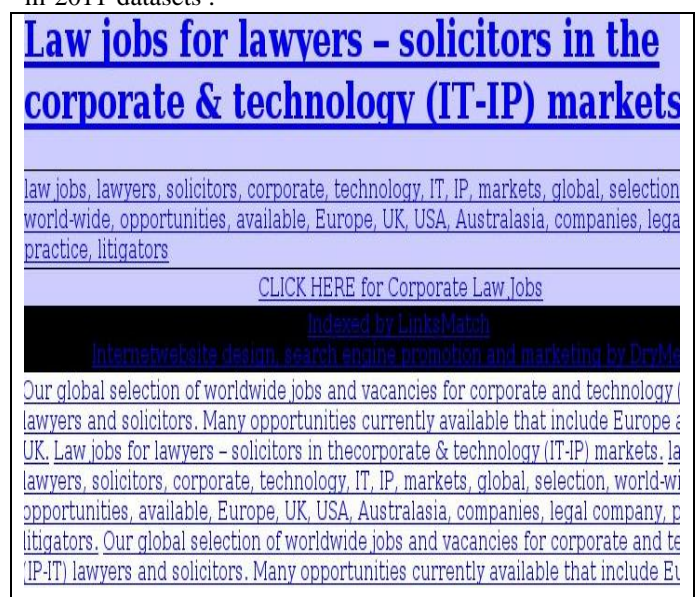 in 2011 datasets .
Law jobs for lawyers – solicitors in the
corporate & technology (IT-IP) markets
law jobs, lawyers, solicitors, corporate, technology, IT, IP, markets, global, selection
world-wide, opportunities, available, Europe, UK, USA, Australasia, companies, lega
practice, litigators
CLICK HERE for Corporate Law Jobs
Indexed by LinksMatch
Internetwebsite design, search engine promotion and marketing by DryMe
Our global selection of worldwide jobs and vacancies for corporate and technology (
lawyers and solicitors. Many opportunities currently available that include Europe a
UK. Law jobs for lawyers – solicitors in thecorporate & technology (IT-IP) markets. la
lawyers, solicitors, corporate, technology, IT, IP, markets, global, selection, world-wi
opportunities, available, Europe, UK, USA, Australasia, companies, legal company, p
litigators. Our global selection of worldwide jobs and vacancies for corporate and te
(IP-IT) lawyers and solicitors. Many opportunities currently available that include Eu